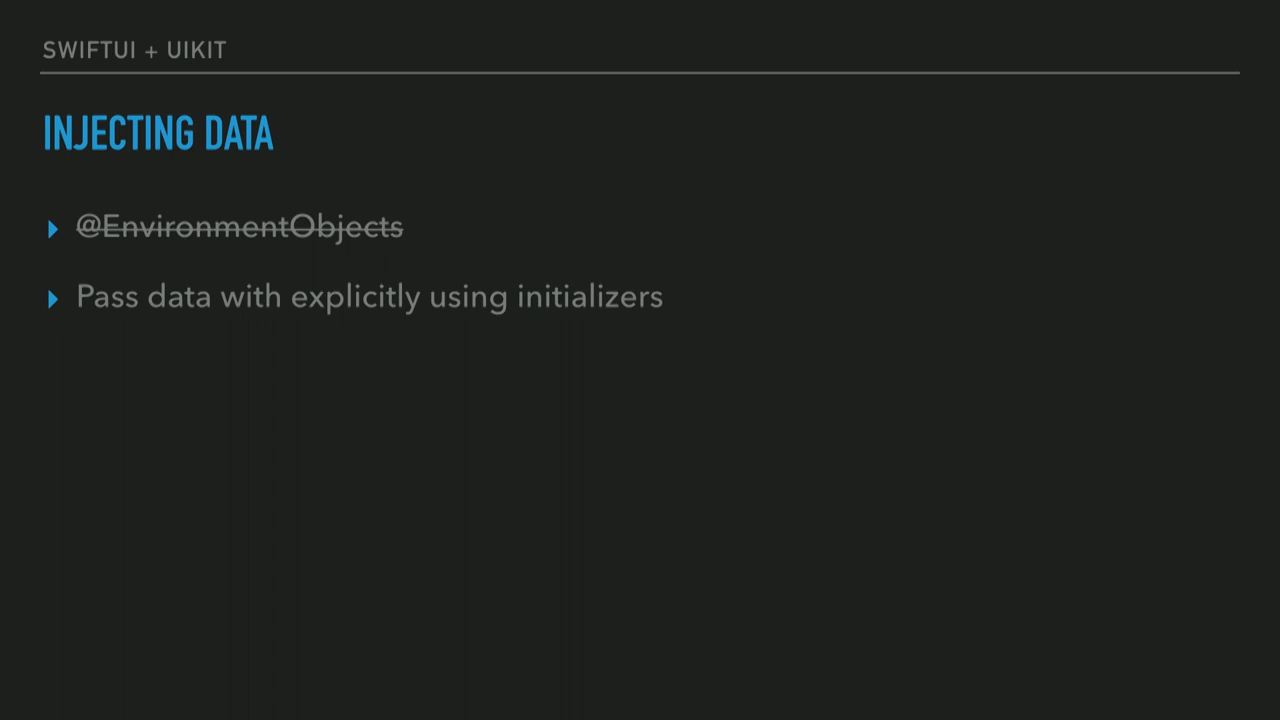 SWIFTUI + UIKIT
INJECTING DATA
@EnvironmentObjects
Pass data with explicitly using initializers